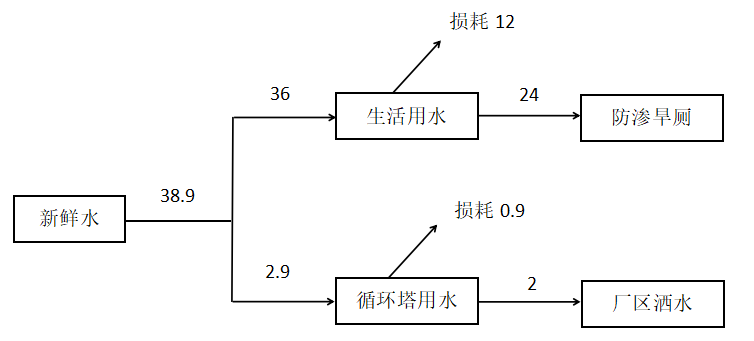 损耗 12
36
生活用水
24
防渗旱厕
新鲜水
38.9
损耗 0.9
2.9
循环塔用水
2
厂区洒水